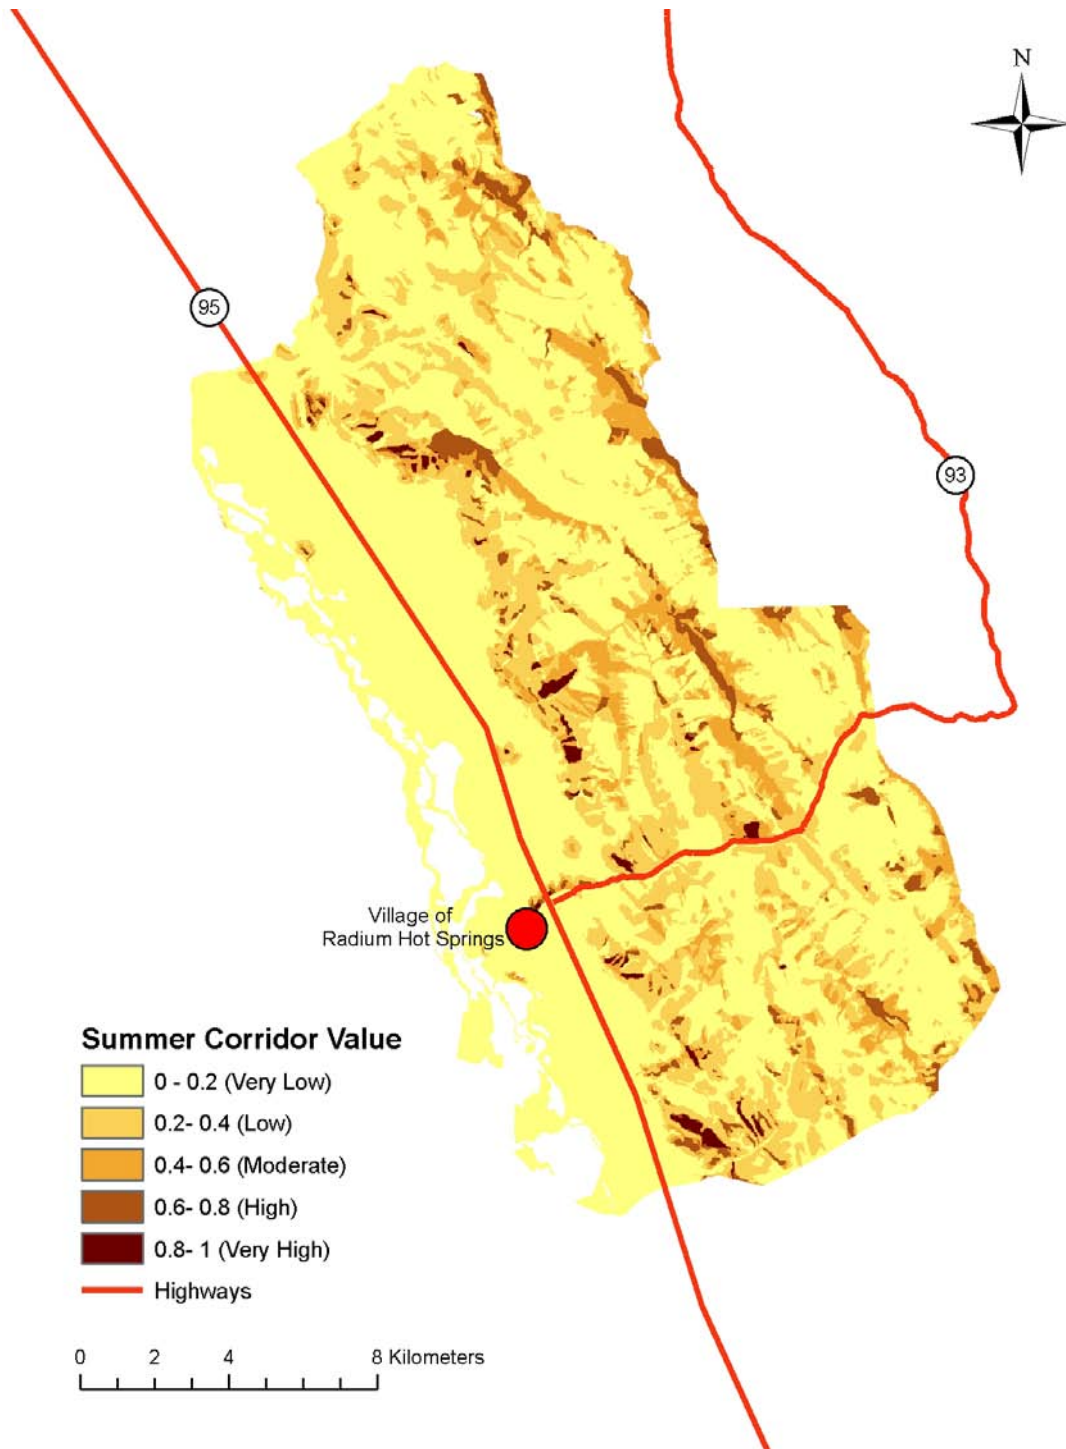 N
95
93
Village of
Radium Hot Springs
Summer Corridor Value
0 - 0.2 (Very Low)
0.2- 0.4 (Low)
0.4- 0.6 (Moderate)
0.6- 0.8 (High)
0.8- 1 (Very High)
Highways
0 2 4 8 Kilometers